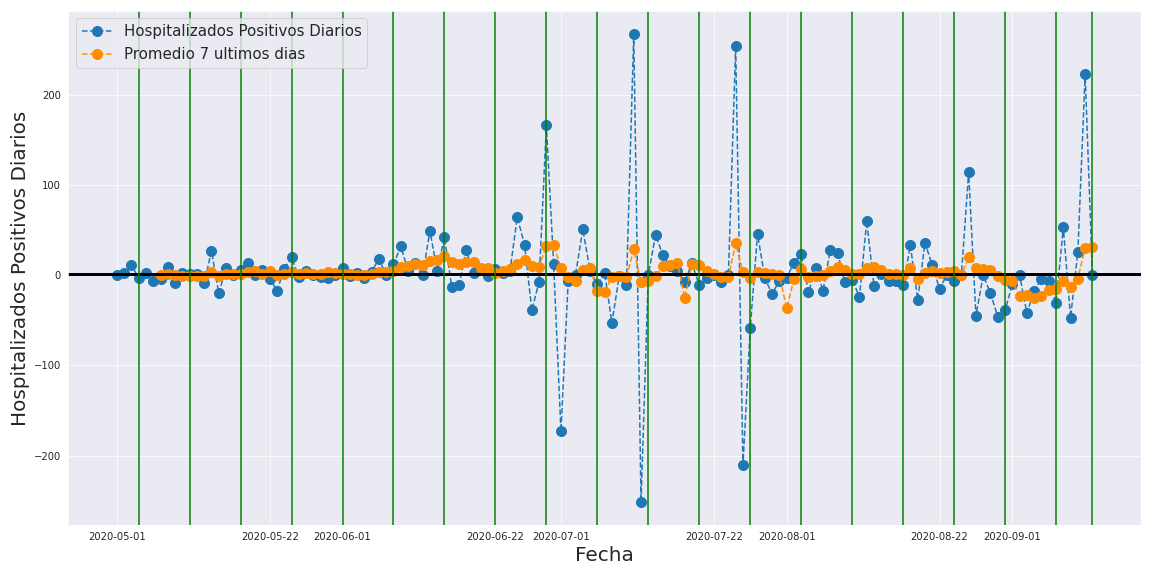 Hospitalizados Positivos Diarios
Promedio 7 ultimos dias
Hospitalizados Positivos Diarios
200
100
0
−100
−200
2020-05-01 2020-05-22 2020-06-01 2020-06-22 2020-07-01 2020-07-22 2020-08-01 2020-08-22 2020-09-01
Fecha